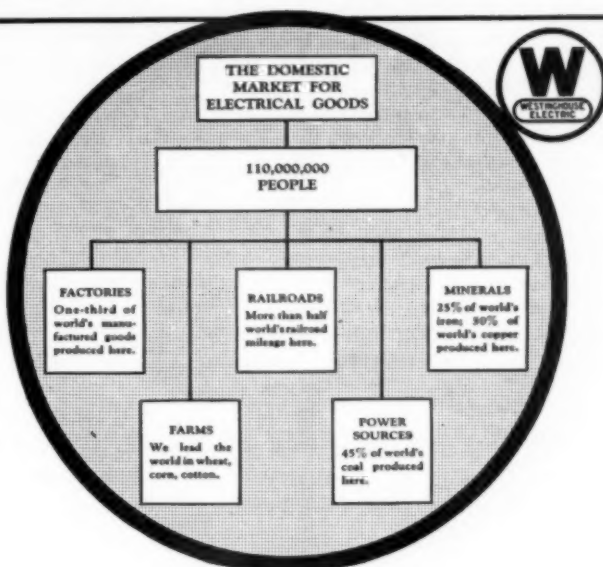 THE DOMESTIC
MARKET FOR
ELECTRICAL GOODS
W
WESTINGHOUSE
ELECTRIC
110,000,000
PEOPLE
FACTORIES
One-third of
world's manu-
factured goods
produced here.
RAILROADS
More than half
world's railroad
mileage here.
MINERALS
25% of world's
iron; 50% of
world's copper
produced here.
FARMS
We lead the
world in wheat,
corn, cotton.
POWER
SOURCES
45% of world's
coal produced
here.